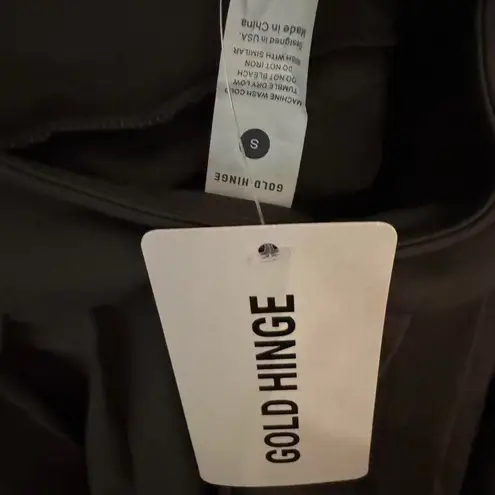 GOLD HINGE
S
MACHINE WASH COLD
TUMBLE DRY LOW
DO NOT BLEACH
DO NOT IRON
WASH WITH SIMILAR
Designed in USA.
Made in China
GOLD HINGE